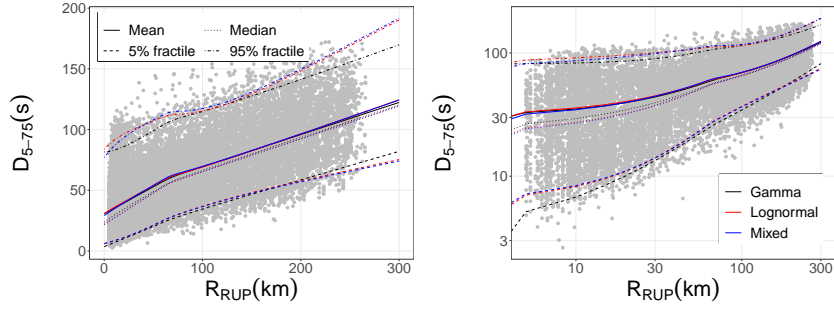 200
150
100
50
0
D5–75(s)
Mean
Median
5% fractile
95% fractile
0
100
200
300
RRUP(km)
100
30
10
3
D5–75(s)
Gamma
Lognormal
Mixed
10
30
100
300
RRUP(km)